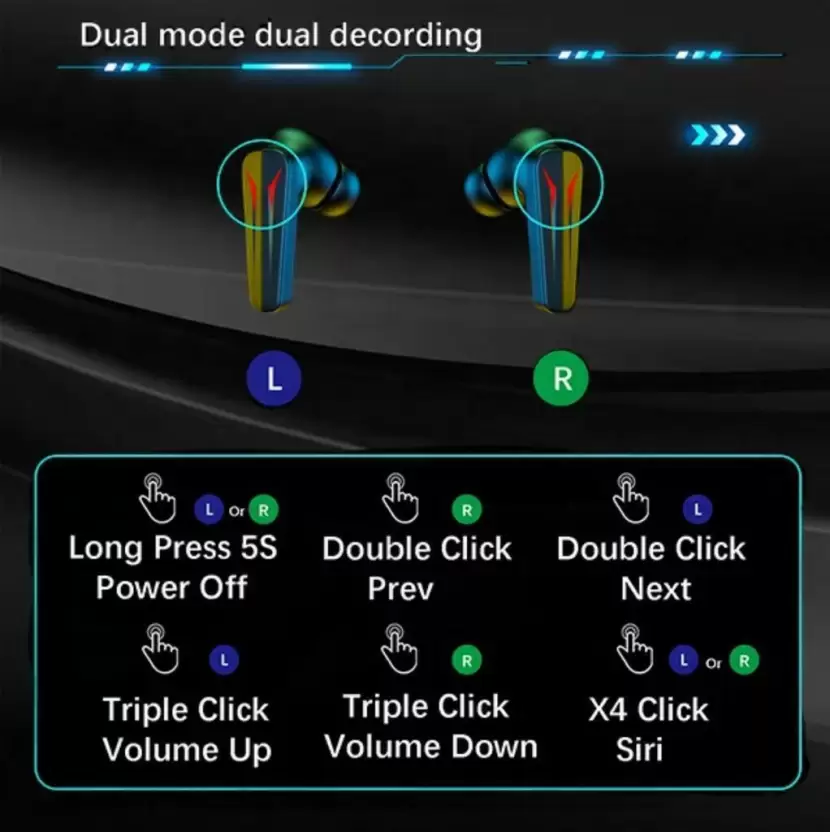 Dual mode dual decording
L
R
L Or R
Long Press 5S
Power Off
R
Double Click
Prev
L
Double Click
Next
L
Triple Click
Volume Up
R
Triple Click
Volume Down
L Or R
X4 Click
Siri